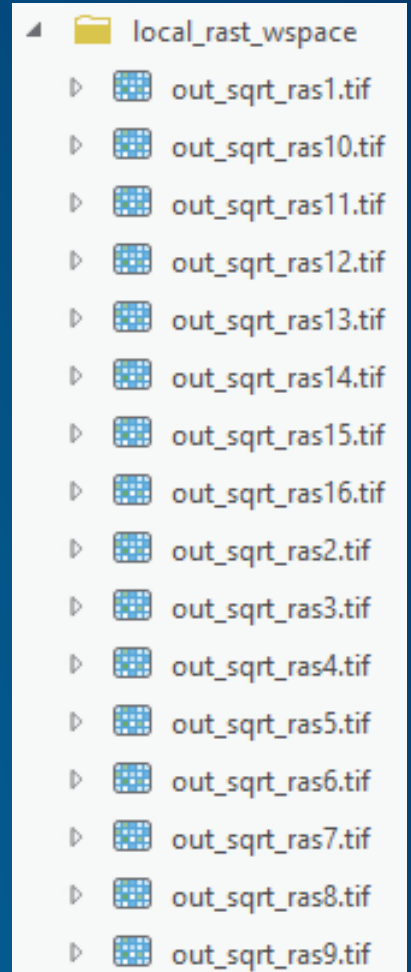 local_rast_wspace
out_sqrt_ras1.tif
out_sqrt_ras10.tif
out_sqrt_ras11.tif
out_sqrt_ras12.tif
out_sqrt_ras13.tif
out_sqrt_ras14.tif
out_sqrt_ras15.tif
out_sqrt_ras16.tif
out_sqrt_ras2.tif
out_sqrt_ras3.tif
out_sqrt_ras4.tif
out_sqrt_ras5.tif
out_sqrt_ras6.tif
out_sqrt_ras7.tif
out_sqrt_ras8.tif
out_sqrt_ras9.tif